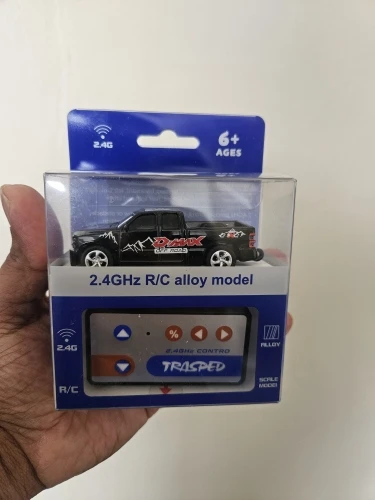 2.4G
6+
AGES
D-MAX
2.4GHz R/C alloy model
2.4G
R/C
%
2.4GHz CONTRO
TRASPED
ALLOY
SCALE
MODEL